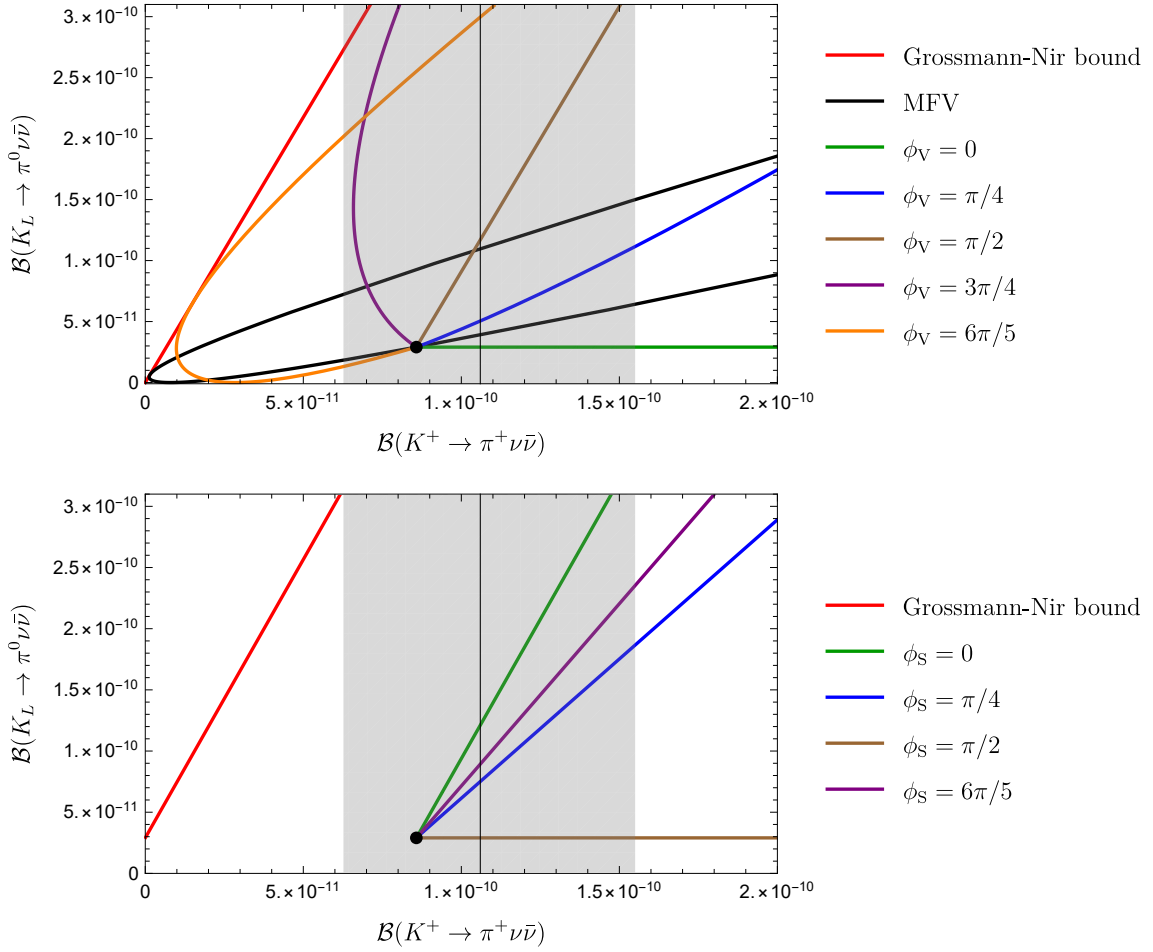 3. × 10⁻¹⁰
2.5 × 10⁻¹⁰
2. × 10⁻¹⁰
1.5 × 10⁻¹⁰
1. × 10⁻¹⁰
5. × 10⁻¹¹
0
0
5. × 10⁻¹¹
1. × 10⁻¹⁰
1.5 × 10⁻¹⁰
2. × 10⁻¹⁰
ℬ(K_L → π⁰νν̄)
ℬ(K⁺ → π⁺νν̄)
Grossmann-Nir bound
MFV
ϕ_V = 0
ϕ_V = π/4
ϕ_V = π/2
ϕ_V = 3π/4
ϕ_V = 6π/5
3. × 10⁻¹⁰
2.5 × 10⁻¹⁰
2. × 10⁻¹⁰
1.5 × 10⁻¹⁰
1. × 10⁻¹⁰
5. × 10⁻¹¹
0
0
5. × 10⁻¹¹
1. × 10⁻¹⁰
1.5 × 10⁻¹⁰
2. × 10⁻¹⁰
ℬ(K_L → π⁰νν̄)
ℬ(K⁺ → π⁺νν̄)
Grossmann-Nir bound
ϕ_S = 0
ϕ_S = π/4
ϕ_S = π/2
ϕ_S = 6π/5